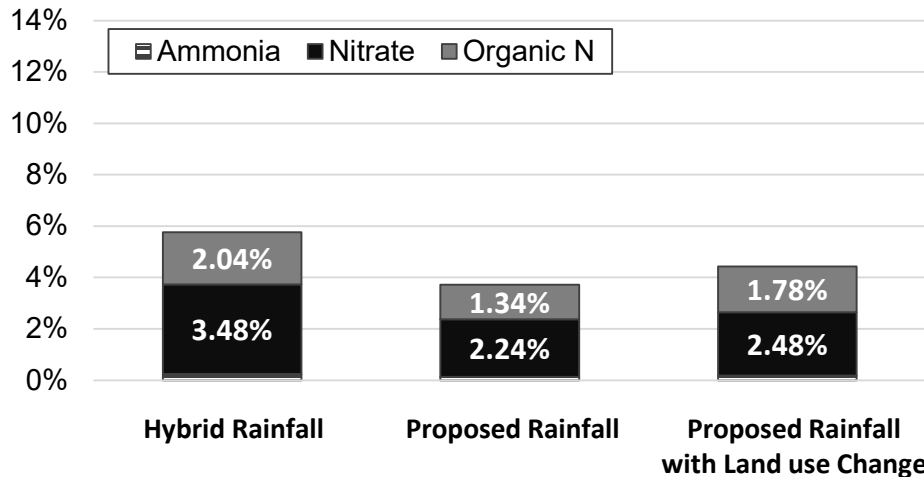 14%
Ammonia Nitrate Organic N
12%
10%
8%
6%
2.04%
4%
1.34%
1.78%
3.48%
2.24%
2.48%
2%
0%
Hybrid Rainfall
Proposed Rainfall
Proposed Rainfall
with Land use Change